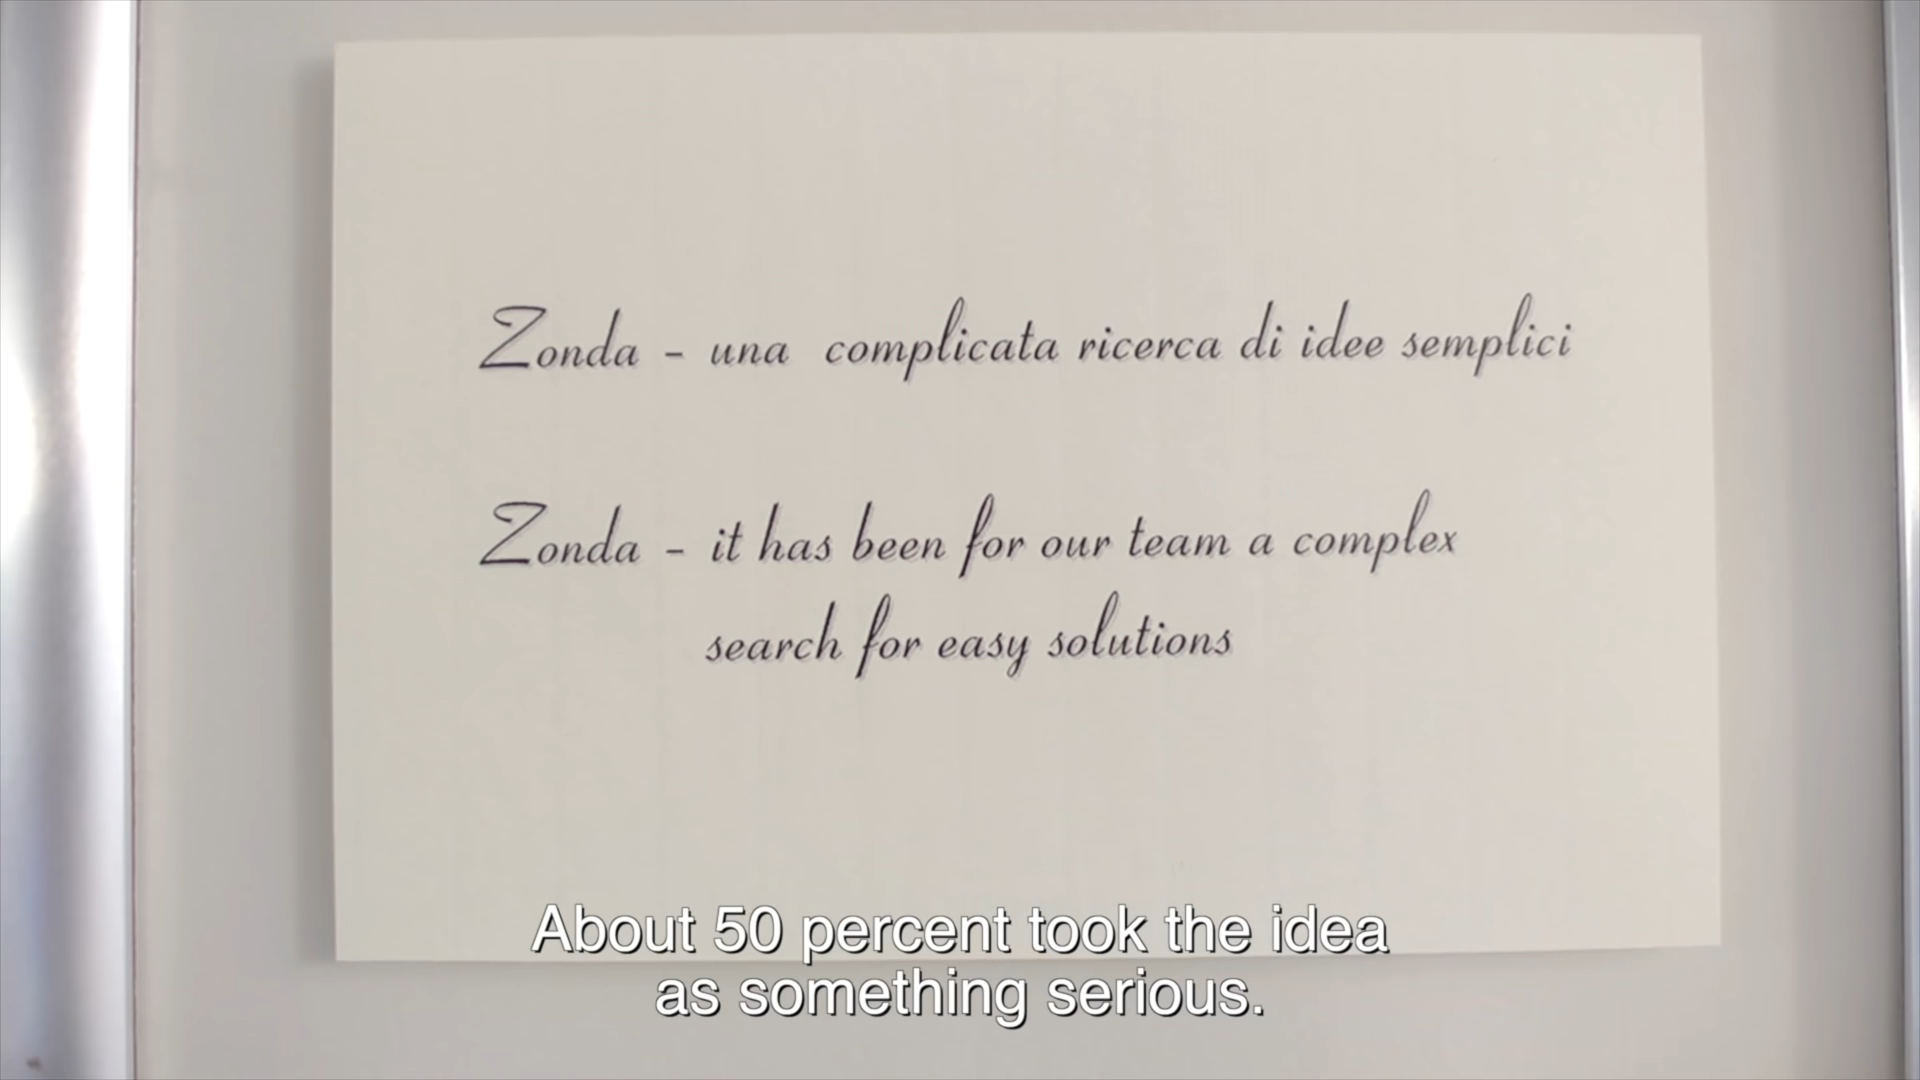 Zonda - una complicata ricerca di idee semplici
Zonda - it has been for our team a complex
search for easy solutions
About 50 percent took the idea
as something serious.